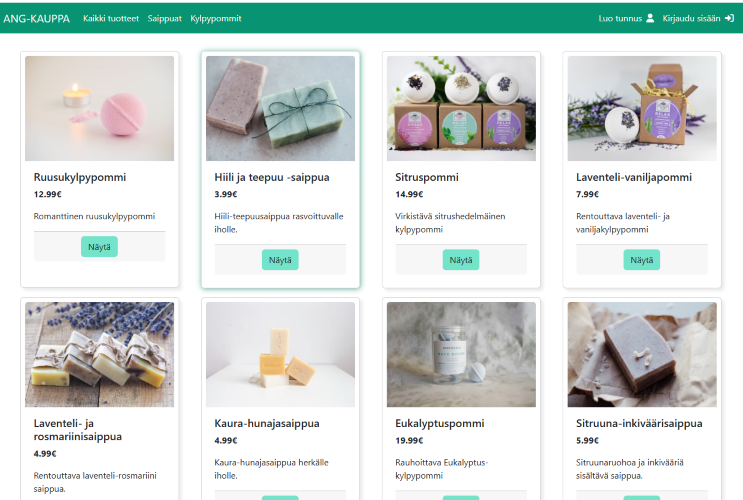 ANG-KAUPPA Kaikki tuotteet Saippuat Kylpypommit Luo tunnus Kirjaudu sisään
Ruusukylpypommi
12.99€
Romanttinen ruusukylpypommi
Näytä
Hiili ja teepuu -saippua
3.99€
Hiili-teepuusaippua rasvoittuvalle
iholle.
Näytä
Sitruspommi
14.99€
Virkistävä sitrushedelmäinen
kylpypommi
Näytä
Laventeli-vaniljapommi
7.99€
Rentouttava laventeli- ja
vaniljakylpypommi
Näytä
Laventeli- ja
rosmariinisaippua
4.99€
Rentouttava laventeli-rosmariini
saippua.
Kaura-hunajasaippua
4.99€
Kaura-hunajasaippua herkälle
iholle.
Eukalyptuspommi
19.99€
Rauhoittava Eukalyptus-
kylpypommi
Sitruuna-inkiväärisaippua
5.99€
Sitruunaruohoa ja inkivääriä
sisältävä saippua.